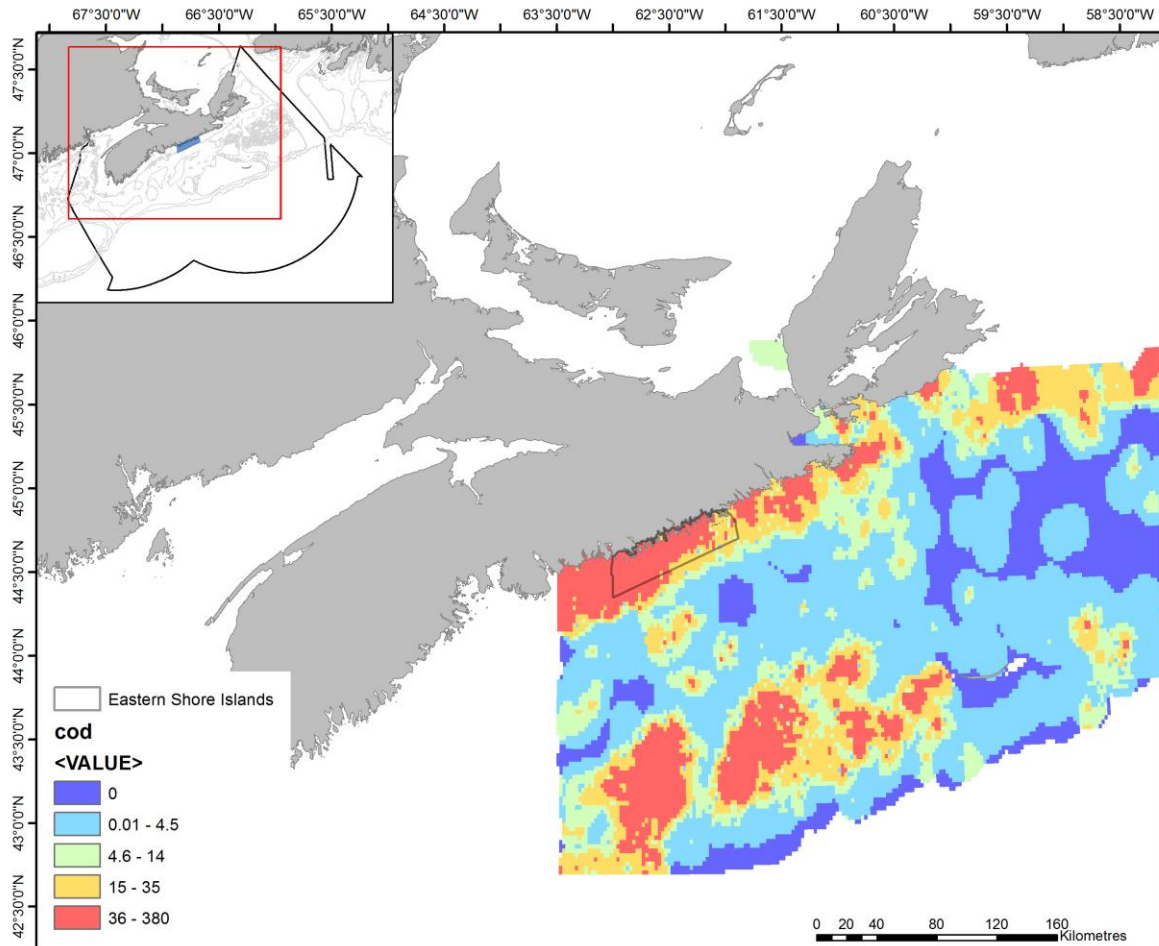 67°30'0"W 66°30'0"W 65°30'0"W 64°30'0"W 63°30'0"W 62°30'0"W 61°30'0"W 60°30'0"W 59°30'0"W 58°30'0"W
47°30'0"N
47°0'0"N
46°30'0"N
46°0'0"N
45°30'0"N
45°0'0"N
44°30'0"N
44°0'0"N
43°30'0"N
43°0'0"N
42°30'0"N
Eastern Shore Islands
cod
<VALUE>
0
0.01 - 4.5
4.6 - 14
15 - 35
36 - 380
0 20 40 80 120 160
Kilometres